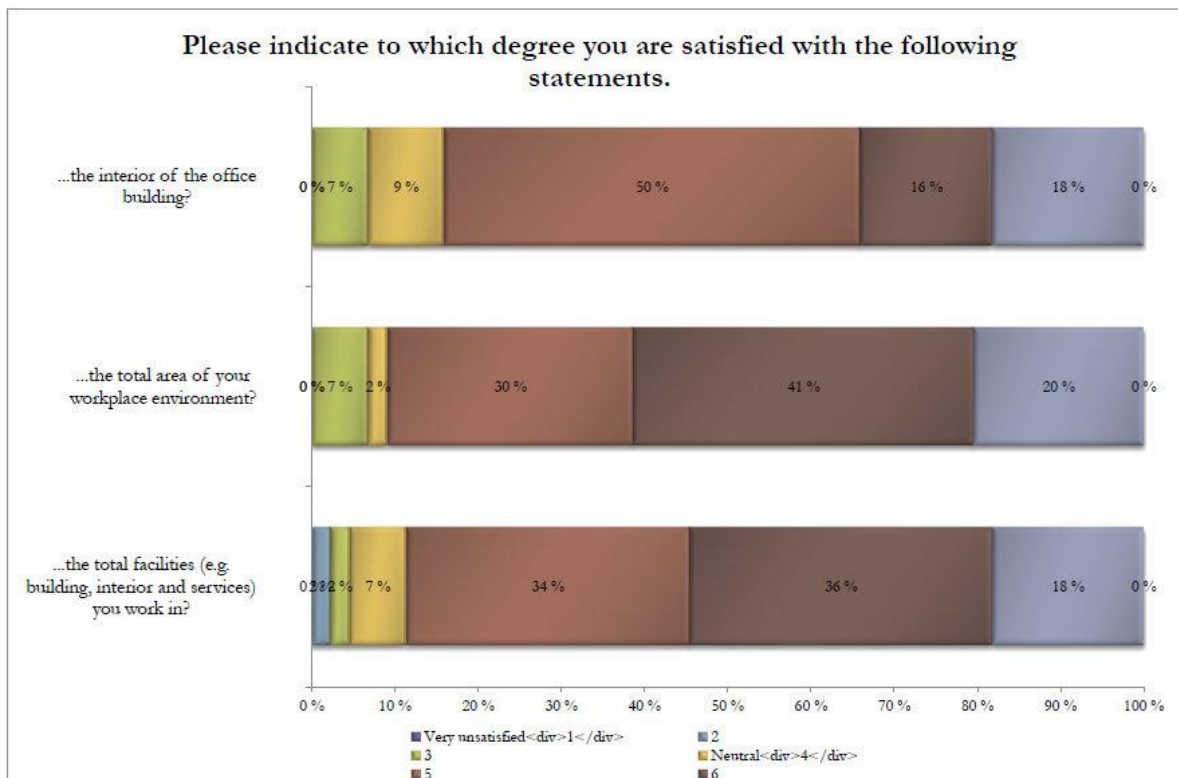 Please indicate to which degree you are satisfied with the following
statements.
...the interior of the office
building?
0 % 7 % 9 % 50 % 16 % 18 % 0 %
...the total area of your
workplace environment?
0 % 7 % 2 % 30 % 41 % 20 % 0 %
...the total facilities (e.g.
building, interior and services)
you work in?
2 % 7 % 34 % 36 % 18 % 0 %
0 % 10 % 20 % 30 % 40 % 50 % 60 % 70 % 80 % 90 % 100 %
Very unsatisfied<div>1</div> 2
3 Neutral<div>4</div>
5 6